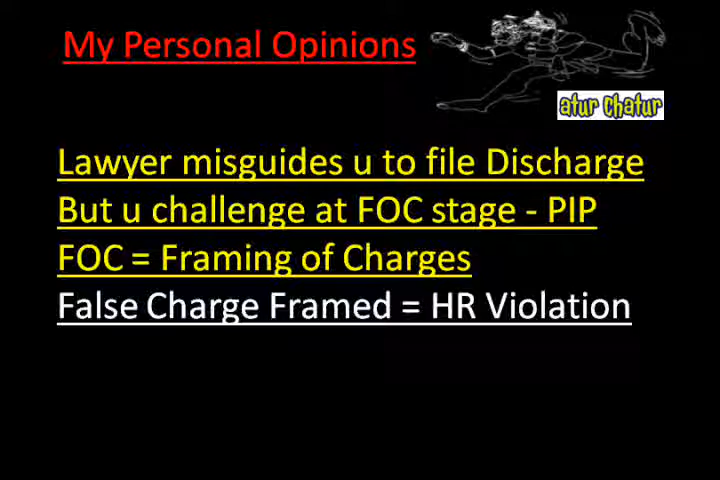 My Personal Opinions
atur chatur
Lawyer misguides u to file Discharge
But u challenge at FOC stage - PIP
FOC = Framing of Charges
False Charge Framed = HR Violation